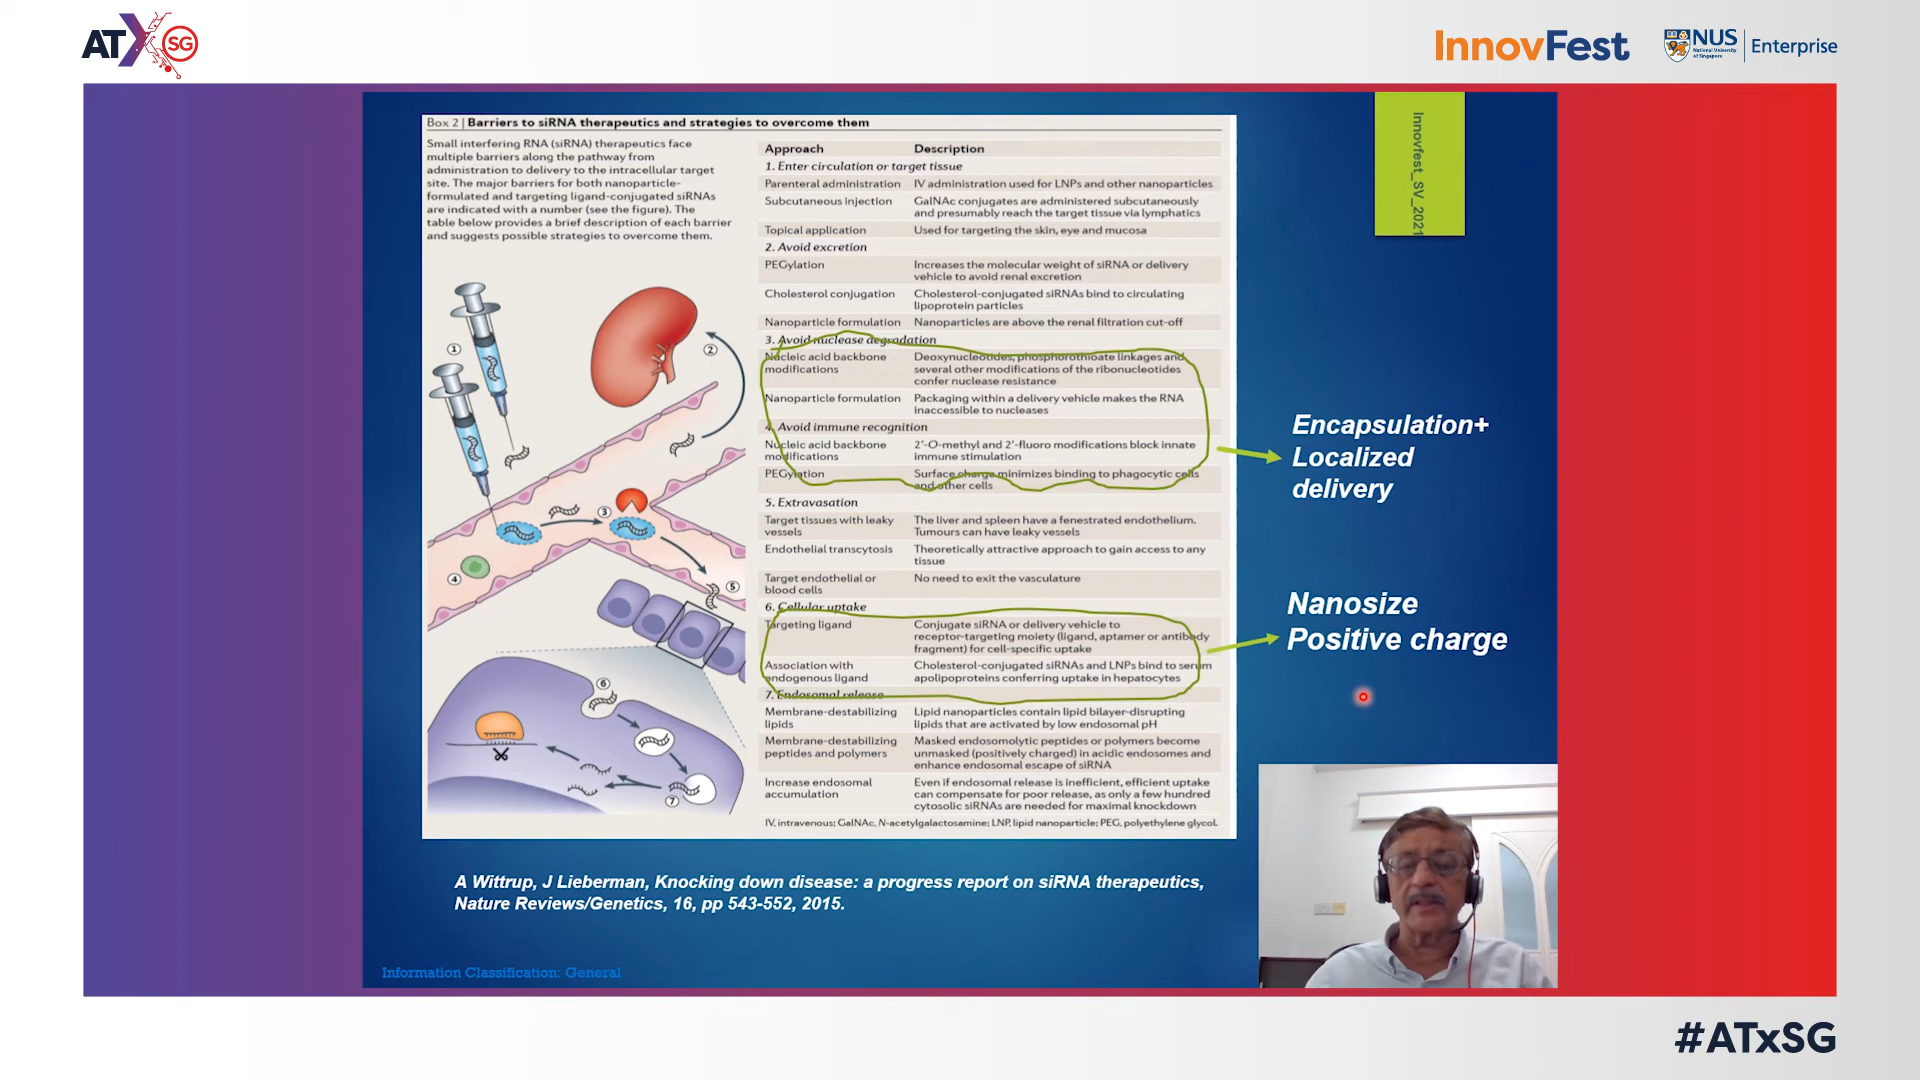 ATX SG
InnovFest
NUS
National University
of Singapore
Enterprise
Innovfest_SV_2021
Box 2 | Barriers to siRNA therapeutics and strategies to overcome them
Small interfering RNA (siRNA) therapeutics face
multiple barriers along the pathway from
administration to delivery to the intracellular target
site. The major barriers for both nanoparticle-
formulated and targeting ligand-conjugated siRNAs
are indicated with a number (see the figure). The
table below provides a brief description of each barrier
and suggests possible strategies to overcome them.
1
2
3
4
5
6
7
Approach Description
1. Enter circulation or target tissue
Parenteral administration IV administration used for LNPs and other nanoparticles
Subcutaneous injection GalNAc conjugates are administered subcutaneously
and presumably reach the target tissue via lymphatics
Topical application Used for targeting the skin, eye and mucosa
2. Avoid excretion
PEGylation Increases the molecular weight of siRNA or delivery
vehicle to avoid renal excretion
Cholesterol conjugation Cholesterol-conjugated siRNAs bind to circulating
lipoprotein particles
Nanoparticle formulation Nanoparticles are above the renal filtration cut-off
3. Avoid nuclease degradation
Nucleic acid backbone Deoxynucleotides, phosphorothioate linkages and
modifications several other modifications of the ribonucleotides
confer nuclease resistance
Nanoparticle formulation Packaging within a delivery vehicle makes the RNA
inaccessible to nucleases
4. Avoid immune recognition
Nucleic acid backbone 2′-O-methyl and 2′-fluoro modifications block innate
modifications immune stimulation
PEGylation Surface charge minimizes binding to phagocytic cells
and other cells
5. Extravasation
Target tissues with leaky The liver and spleen have a fenestrated endothelium.
vessels Tumours can have leaky vessels
Endothelial transcytosis Theoretically attractive approach to gain access to any
tissue
Target endothelial or No need to exit the vasculature
blood cells
6. Cellular uptake
Targeting ligand Conjugate siRNA or delivery vehicle to
receptor-targeting moiety (ligand, aptamer or antibody
fragment) for cell-specific uptake
Association with Cholesterol-conjugated siRNAs and LNPs bind to serum
endogenous ligand apolipoproteins conferring uptake in hepatocytes
7. Endosomal release
Membrane-destabilizing Lipid nanoparticles contain lipid bilayer-disrupting
lipids lipids that are activated by low endosomal pH
Membrane-destabilizing Masked endosomolytic peptides or polymers become
peptides and polymers unmasked (positively charged) in acidic endosomes and
enhance endosomal escape of siRNA
Increase endosomal Even if endosomal release is inefficient, efficient uptake
accumulation can compensate for poor release, as only a few hundred
cytosolic siRNAs are needed for maximal knockdown
IV, intravenous; GalNAc, N-acetylgalactosamine; LNP, lipid nanoparticle; PEG, polyethylene glycol.
Encapsulation+
Localized
delivery
Nanosize
Positive charge
A Wittrup, J Lieberman, Knocking down disease: a progress report on siRNA therapeutics,
Nature Reviews/Genetics, 16, pp 543-552, 2015.
Information Classification: General
#ATxSG